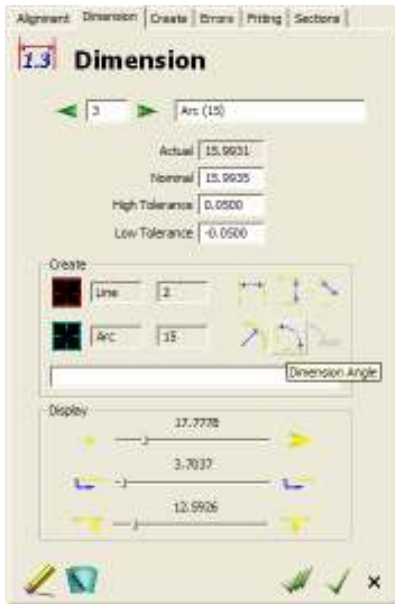 Alignment Dimension Create Errors Fitting Sections
1.3 Dimension
3 Arc (15)
Actual 15.9931
Nominal 15.9935
High Tolerance 0.0500
Low Tolerance -0.0500
Create
Line 2
Arc 15
Dimension Angle
Display
17.7778
3.7037
12.5926